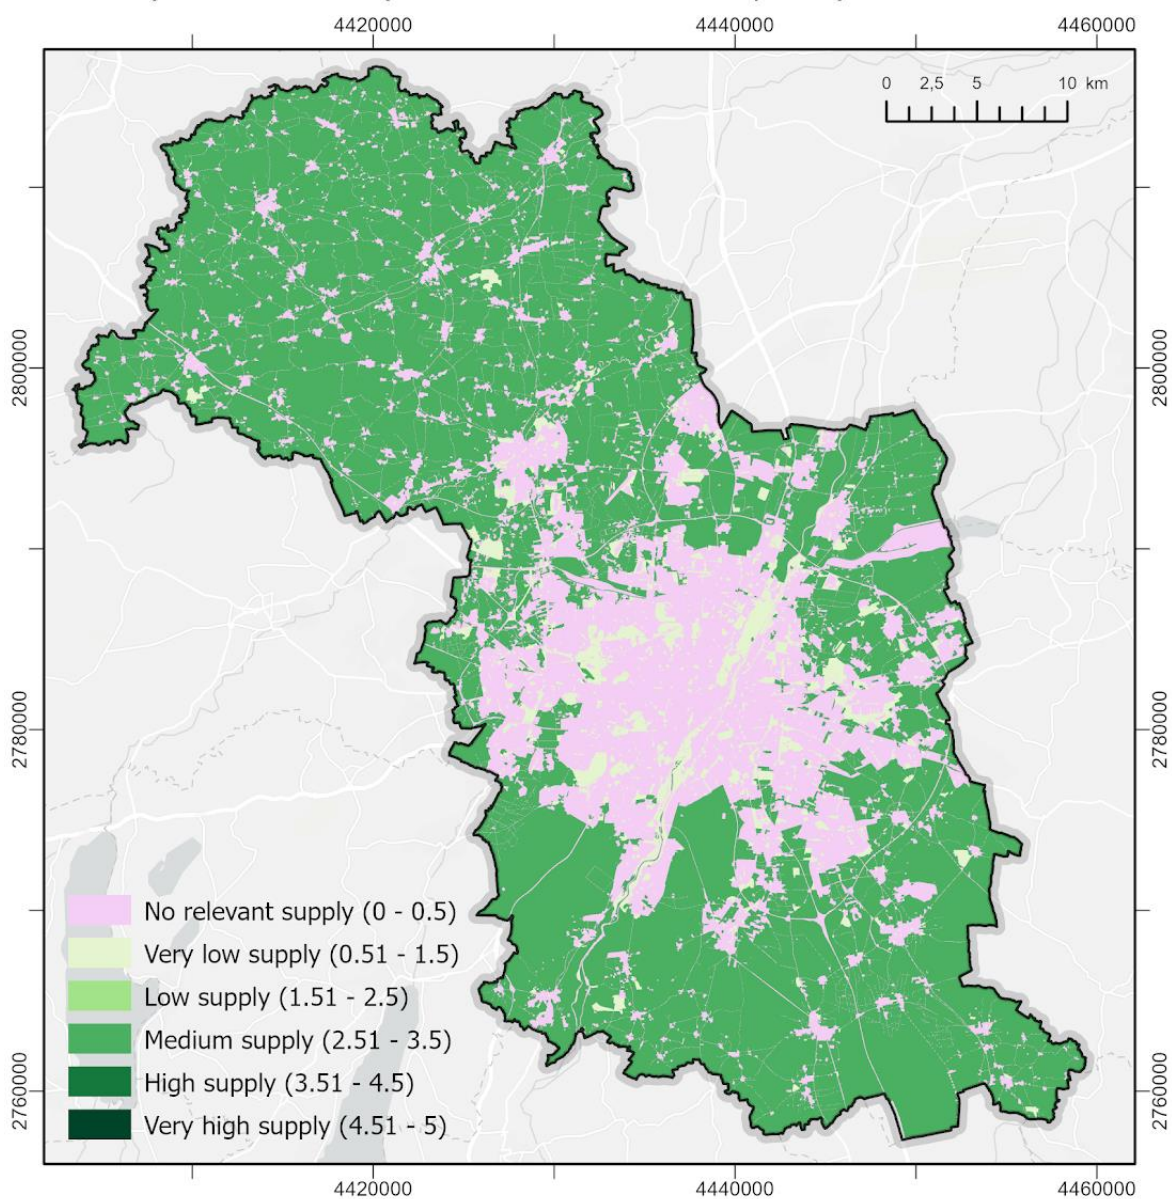 4420000 4440000 4460000
0 2,5 5 10 km
2800000 2800000
2780000 2780000
No relevant supply (0 - 0.5)
Very low supply (0.51 - 1.5)
Low supply (1.51 - 2.5)
Medium supply (2.51 - 3.5)
High supply (3.51 - 4.5)
Very high supply (4.51 - 5)
2760000 2760000
4420000 4440000 4460000